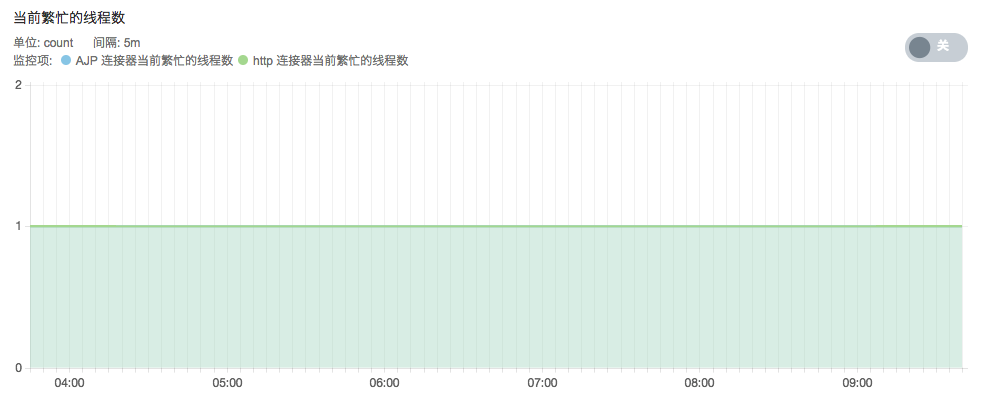 当前繁忙的线程数
单位: count 间隔: 5m
关
监控项: AJP 连接器当前繁忙的线程数 http 连接器当前繁忙的线程数
2
1
0
04:00 05:00 06:00 07:00 08:00 09:00